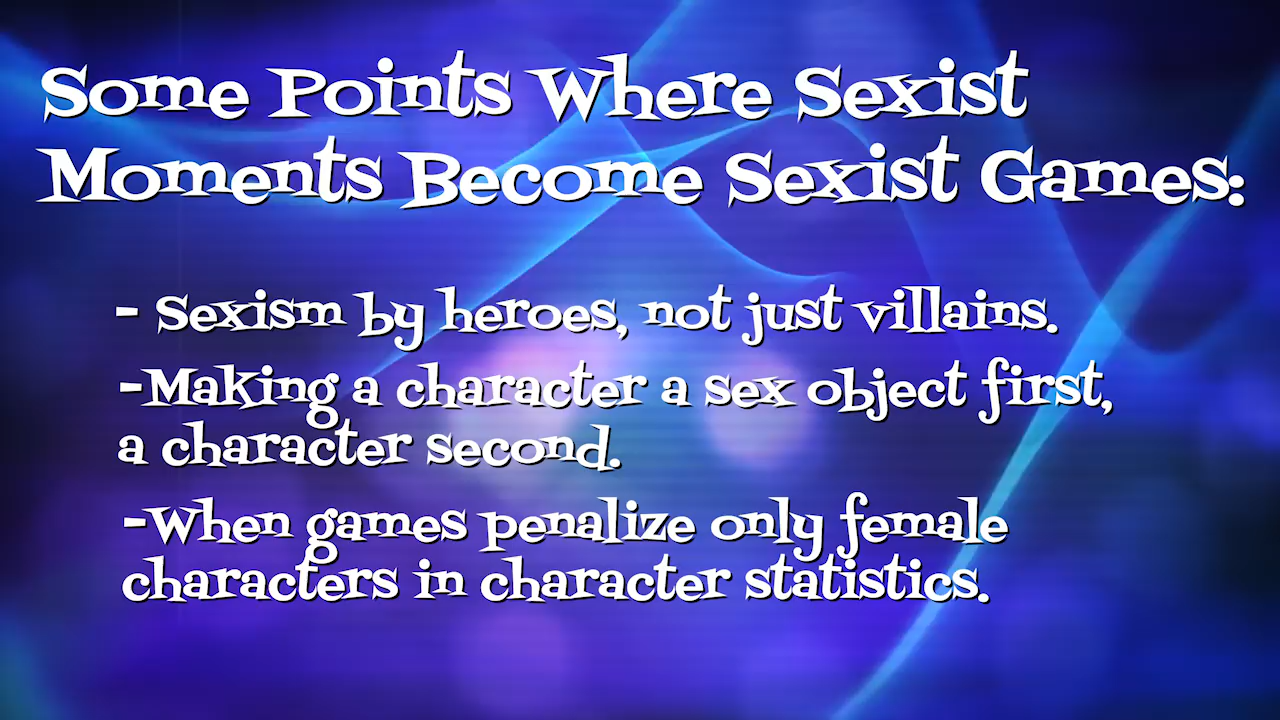 Some Points Where Sexist
Moments Become Sexist Games:
- Sexism by heroes, not just villains.
-Making a character a sex object first,
a character second.
-When games penalize only female
characters in character statistics.